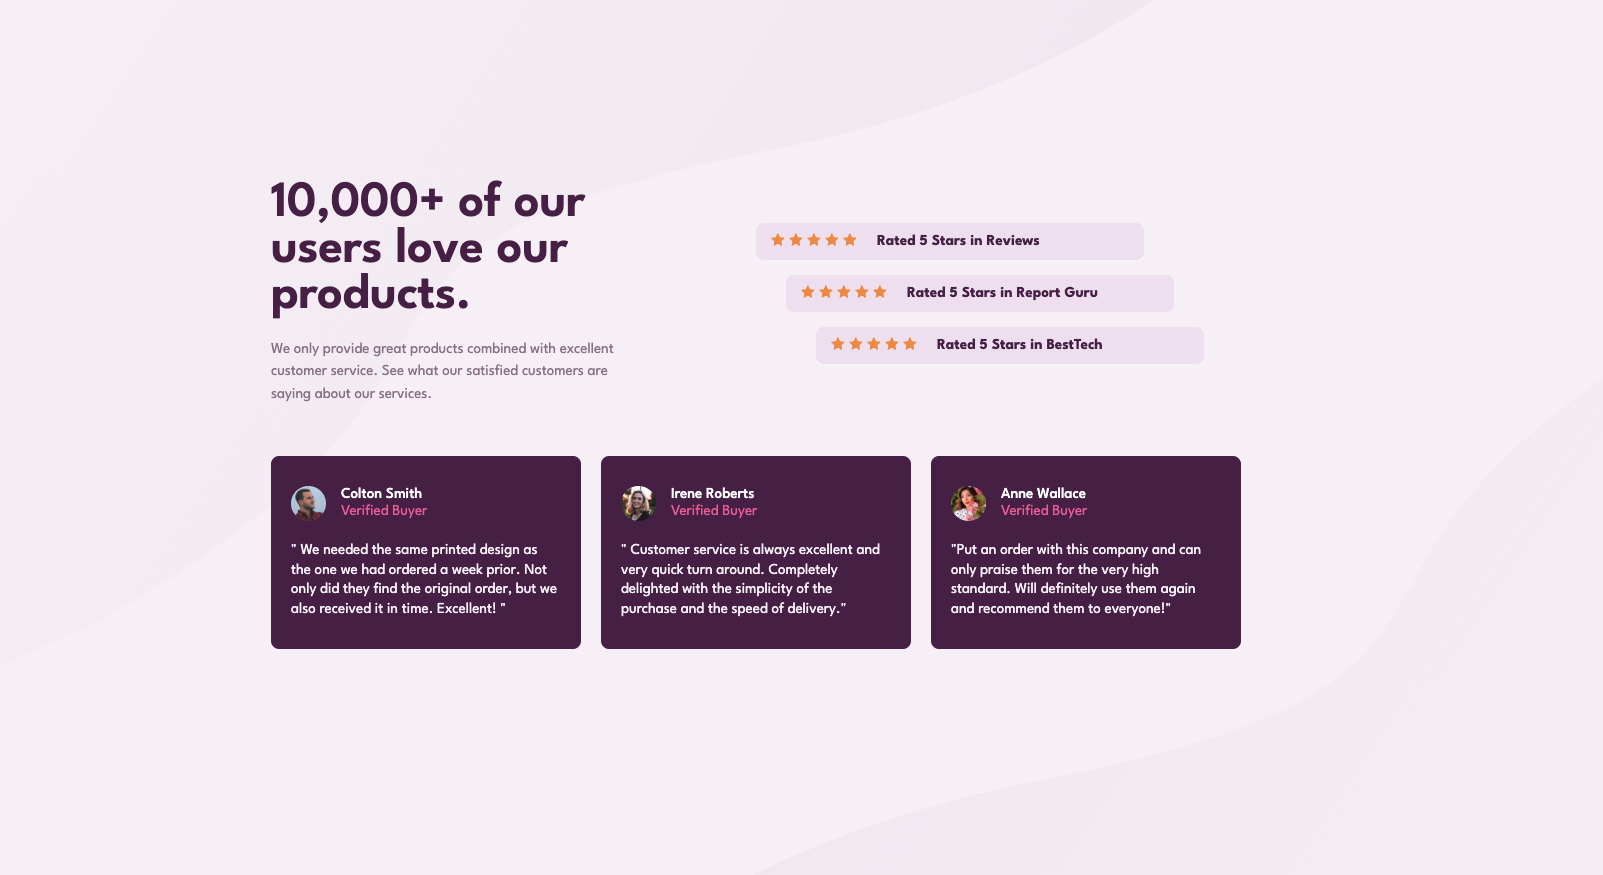 10,000+ of our
users love our
products.
We only provide great products combined with excellent
customer service. See what our satisfied customers are
saying about our services.
Rated 5 Stars in Reviews
Rated 5 Stars in Report Guru
Rated 5 Stars in BestTech
Colton Smith
Verified Buyer
" We needed the same printed design as
the one we had ordered a week prior. Not
only did they find the original order, but we
also received it in time. Excellent! "
Irene Roberts
Verified Buyer
" Customer service is always excellent and
very quick turn around. Completely
delighted with the simplicity of the
purchase and the speed of delivery."
Anne Wallace
Verified Buyer
"Put an order with this company and can
only praise them for the very high
standard. Will definitely use them again
and recommend them to everyone!"